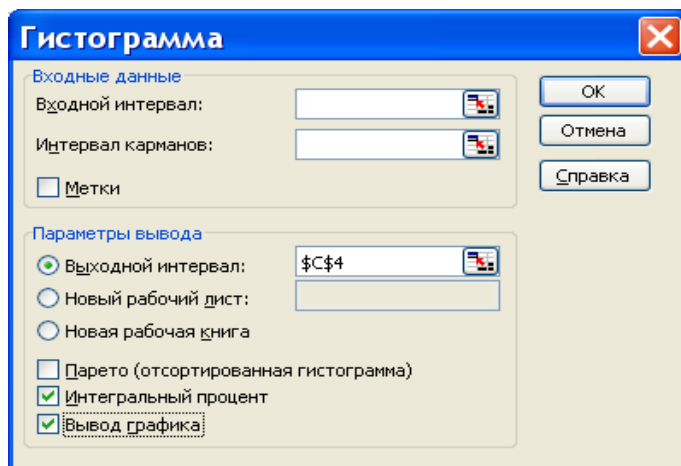 Гистограмма
Входные данные
Входной интервал:
Интервал карманов:
Метки
OK
Отмена
Справка
Параметры вывода
Выходной интервал: $C$4
Новый рабочий лист:
Новая рабочая книга
Парето (отсортированная гистограмма)
Интегральный процент
Вывод графика